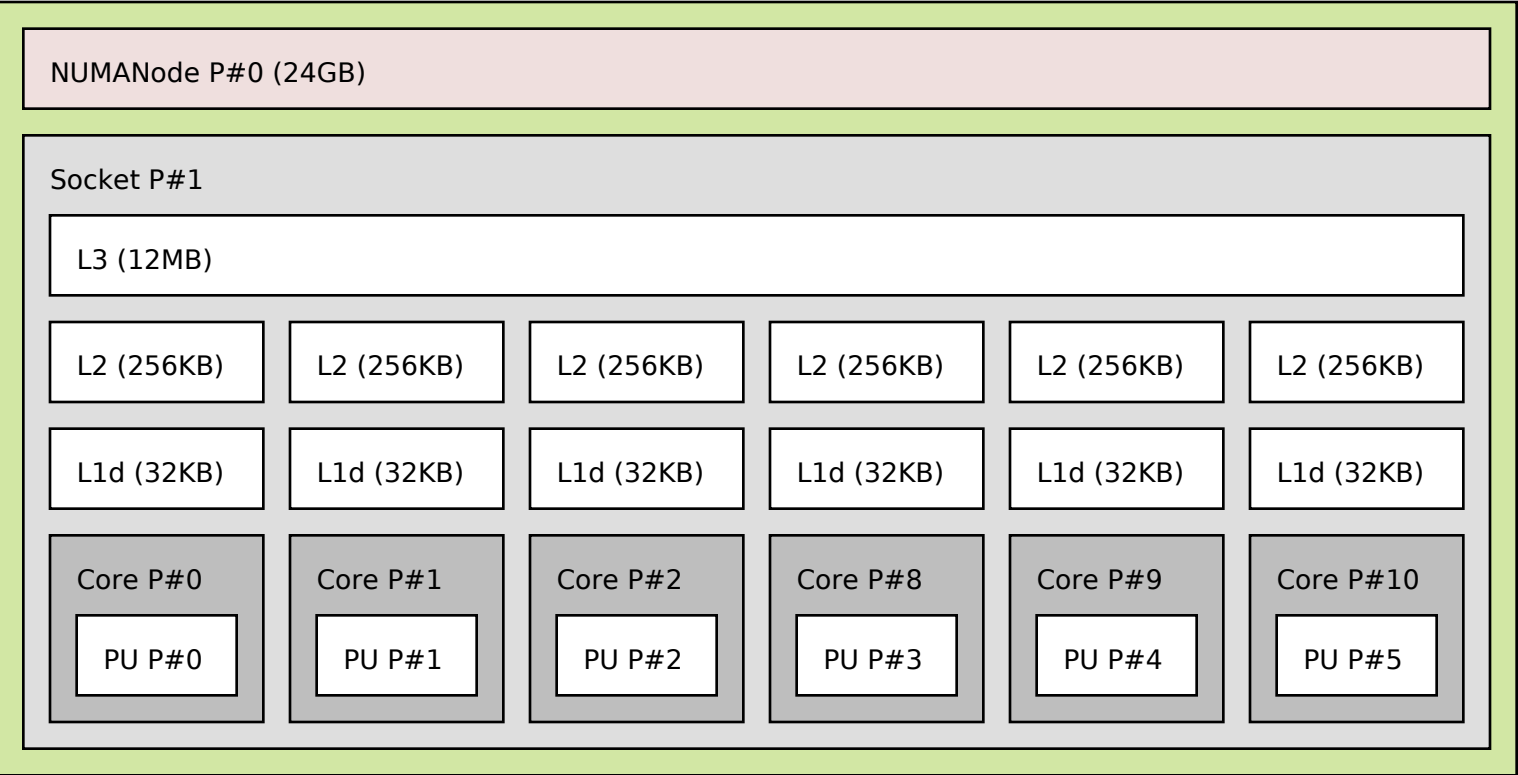 NUMANode P#0 (24GB)
Socket P#1
L3 (12MB)
L2 (256KB) L2 (256KB) L2 (256KB) L2 (256KB) L2 (256KB) L2 (256KB)
L1d (32KB) L1d (32KB) L1d (32KB) L1d (32KB) L1d (32KB) L1d (32KB)
Core P#0 Core P#1 Core P#2 Core P#8 Core P#9 Core P#10
PU P#0 PU P#1 PU P#2 PU P#3 PU P#4 PU P#5